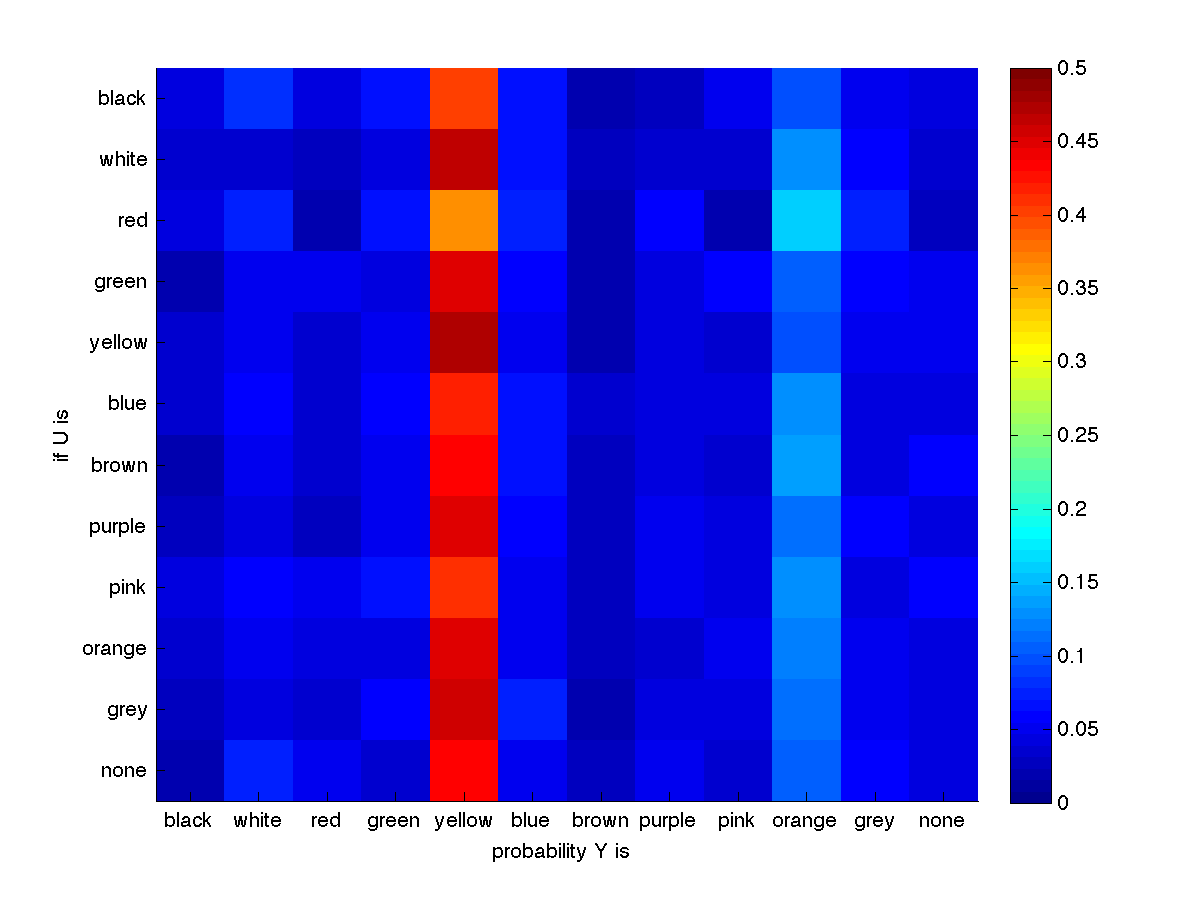 black
white
red
green
yellow
blue
brown
purple
pink
orange
grey
none
if U is
black white red green yellow blue brown purple pink orange grey none
probability Y is
0.5
0.45
0.4
0.35
0.3
0.25
0.2
0.15
0.1
0.05
0